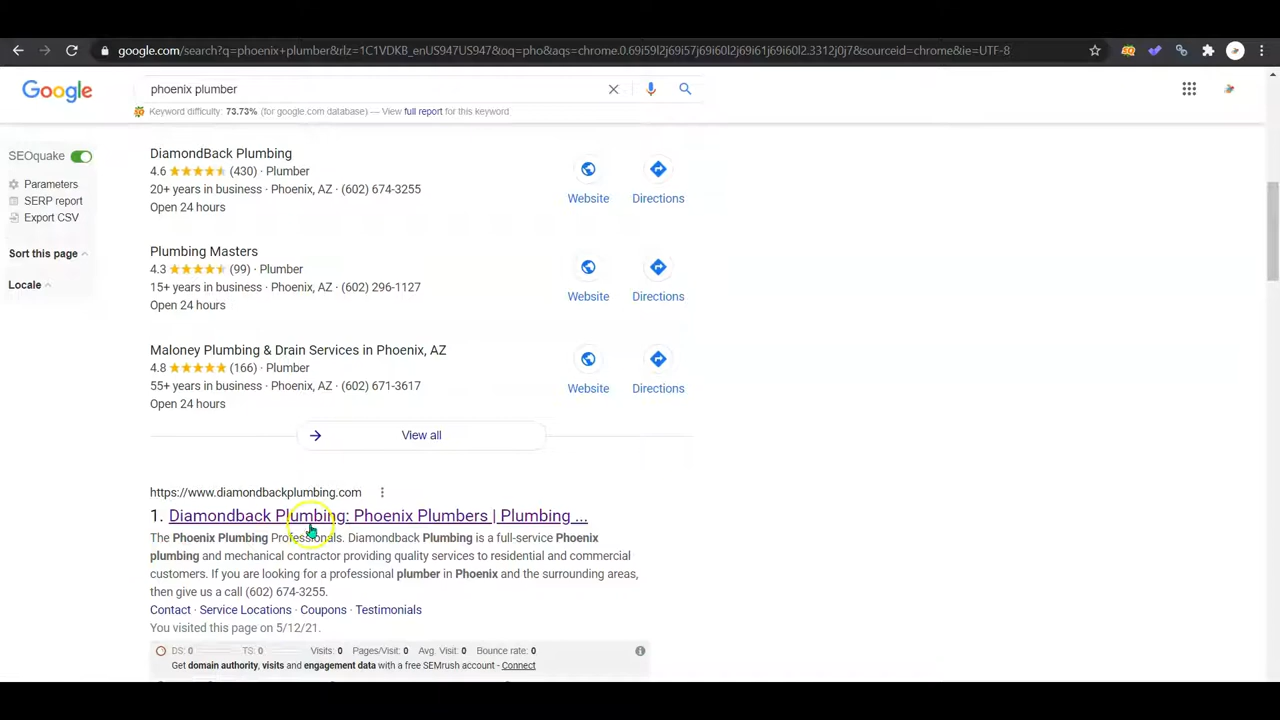 google.com/search?q=phoenix+plumber&rlz=1C1VDKB_enUS947US947&oq=pho&aqs=chrome.0.69i59l2j69i57j69i60l2j69i61j69i60l2.3312j0j7&sourceid=chrome&ie=UTF-8
Google
phoenix plumber
Keyword difficulty: 73.73% (for google.com database) — View full report for this keyword
SEOquake
Parameters
SERP report
Export CSV
Sort this page
Locale
DiamondBack Plumbing
4.6 (430) · Plumber
20+ years in business · Phoenix, AZ · (602) 674-3255
Open 24 hours
Website
Directions
Plumbing Masters
4.3 (99) · Plumber
15+ years in business · Phoenix, AZ · (602) 296-1127
Open 24 hours
Website
Directions
Maloney Plumbing & Drain Services in Phoenix, AZ
4.8 (166) · Plumber
55+ years in business · Phoenix, AZ · (602) 671-3617
Open 24 hours
Website
Directions
View all
https://www.diamondbackplumbing.com
1. Diamondback Plumbing: Phoenix Plumbers | Plumbing ...
The Phoenix Plumbing Professionals. Diamondback Plumbing is a full-service Phoenix
plumbing and mechanical contractor providing quality services to residential and commercial
customers. If you are looking for a professional plumber in Phoenix and the surrounding areas,
then give us a call (602) 674-3255.
Contact · Service Locations · Coupons · Testimonials
You visited this page on 5/12/21.
DS: 0 TS: 0 Visits: 0 Pages/Visit: 0 Avg. Visit: 0 Bounce rate: 0
Get domain authority, visits and engagement data with a free SEMrush account - Connect